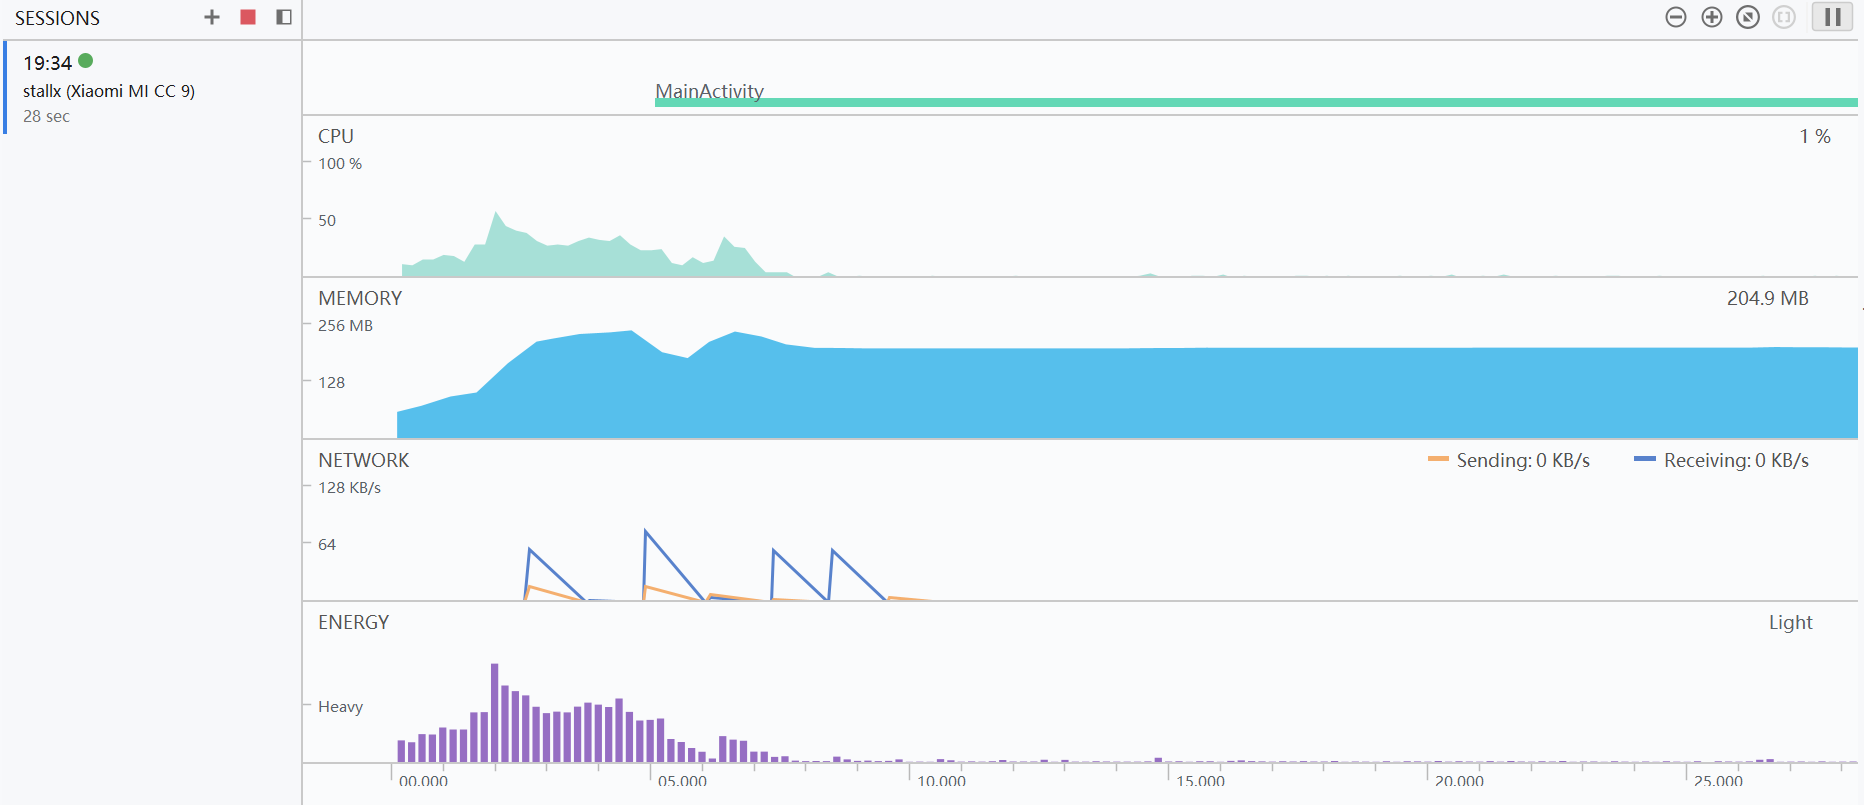 SESSIONS
19:34
stallx (Xiaomi MI CC 9)
28 sec
MainActivity
CPU
1 %
100 %
50
MEMORY
204.9 MB
256 MB
128
NETWORK
Sending: 0 KB/s
Receiving: 0 KB/s
128 KB/s
64
ENERGY
Light
Heavy
00.000
05.000
10.000
15.000
20.000
25.000